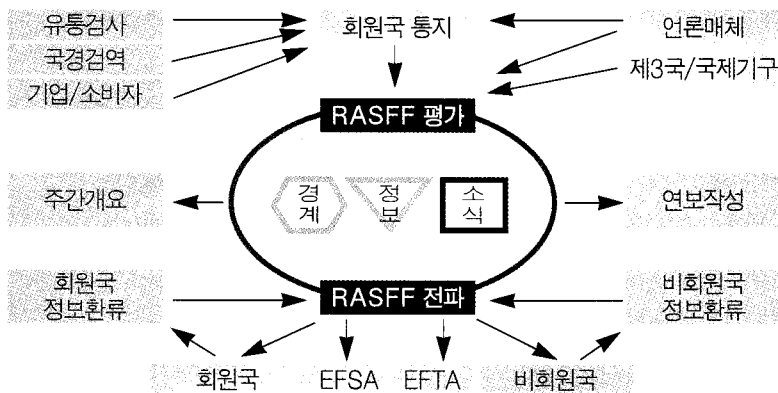 유통검사
회원국 통지
언론매체
국경검역
제3국/국제기구
기업/소비자
RASFF 평가
주간개요
경
계
정
보
소
식
연보작성
회원국
정보환류
RASFF 전파
비회원국
정보환류
회원국
EFSA
EFTA
비회원국